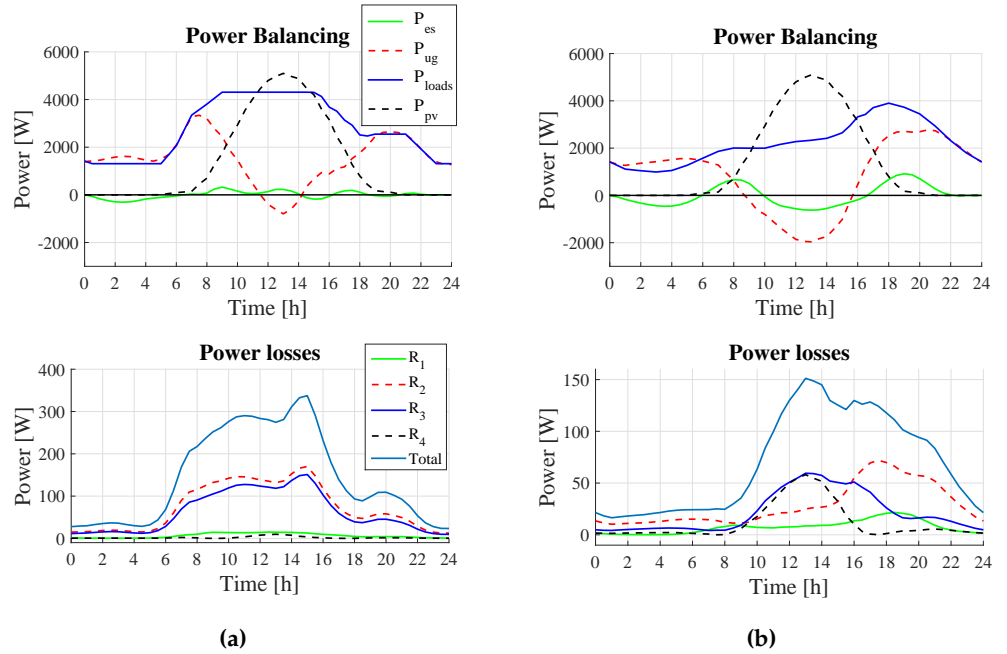 Power Balancing
P_es
P_ug
P_loads
P_pv
6000
4000
2000
0
-2000
Power [W]
0 2 4 6 8 10 12 14 16 18 20 22 24
Time [h]
Power Balancing
6000
4000
2000
0
-2000
Power [W]
0 2 4 6 8 10 12 14 16 18 20 22 24
Time [h]
Power losses
R_1
R_2
R_3
R_4
Total
400
300
200
100
0
Power [W]
0 2 4 6 8 10 12 14 16 18 20 22 24
Time [h]
Power losses
150
100
50
0
Power [W]
0 2 4 6 8 10 12 14 16 18 20 22 24
Time [h]
(a)
(b)